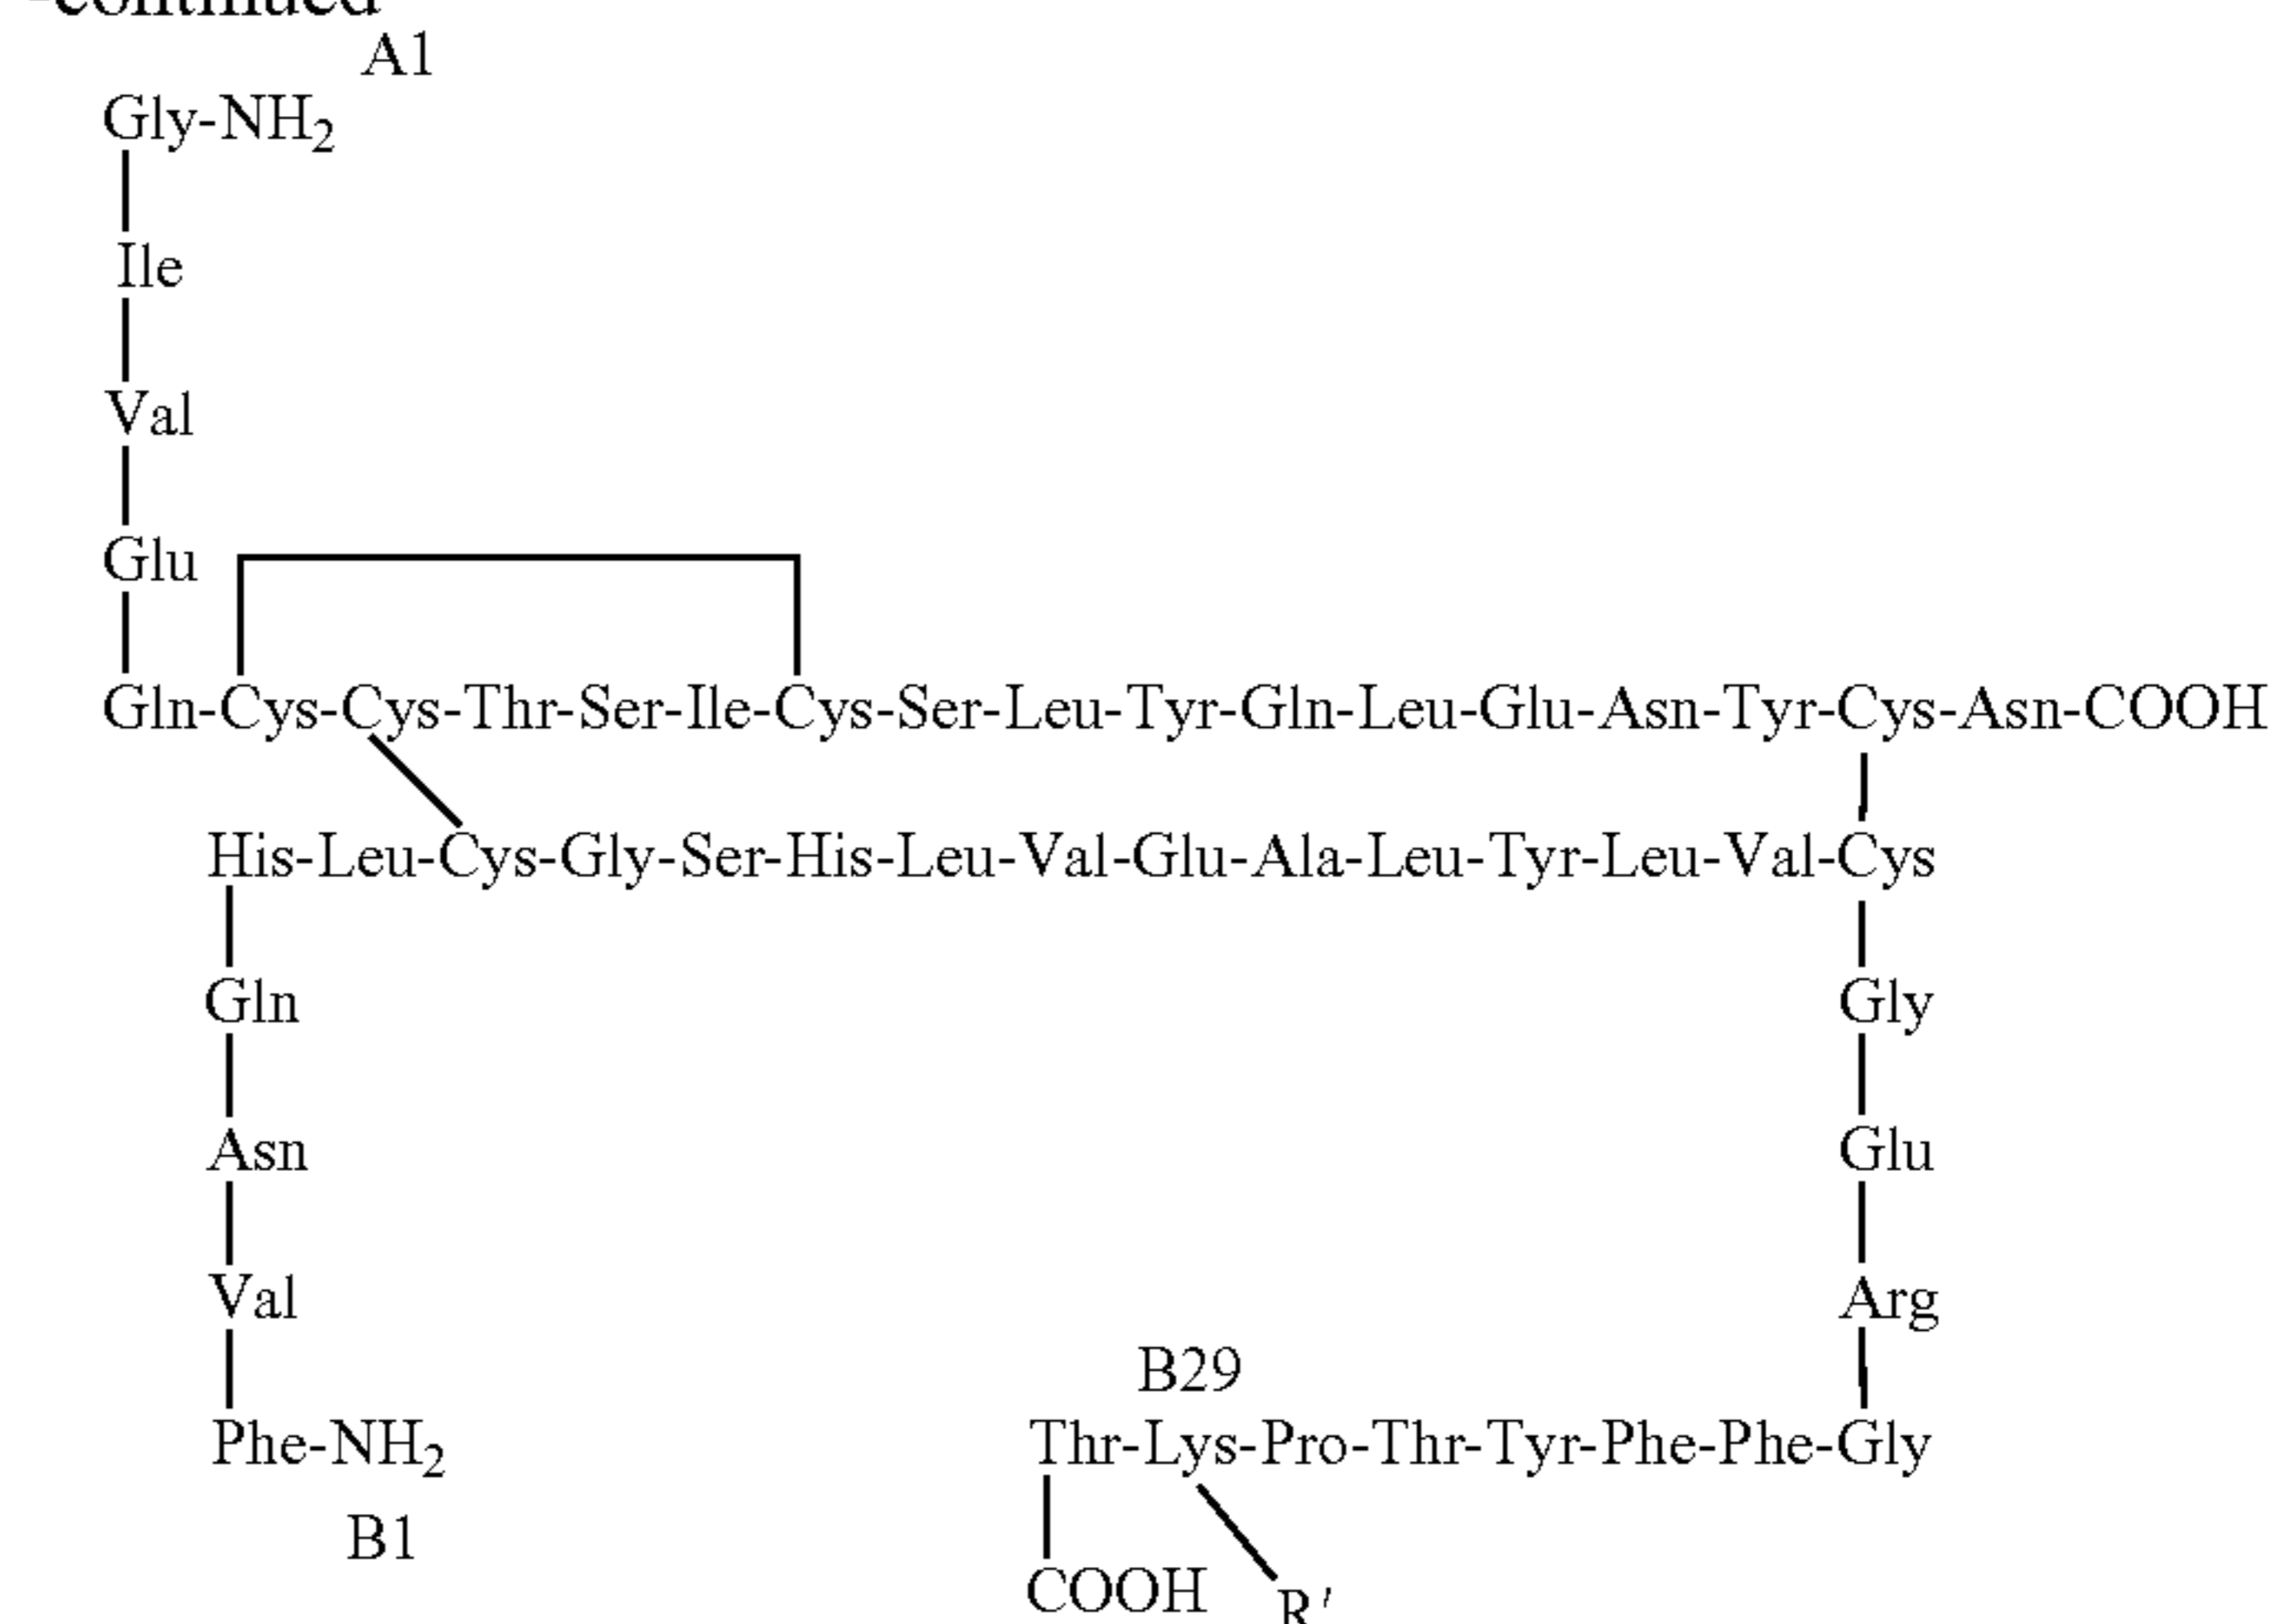 -continued
A1
Gly-NH2
Ile
Val
Glu
Gln-Cys-Cys-Thr-Ser-Ile-Cys-Ser-Leu-Tyr-Gln-Leu-Glu-Asn-Tyr-Cys-Asn-COOH
His-Leu-Cys-Gly-Ser-His-Leu-Val-Glu-Ala-Leu-Tyr-Leu-Val-Cys
Gln Gly
Asn Glu
Val Arg
B29
Phe-NH2 Thr-Lys-Pro-Thr-Tyr-Phe-Phe-Gly
B1
COOH R'